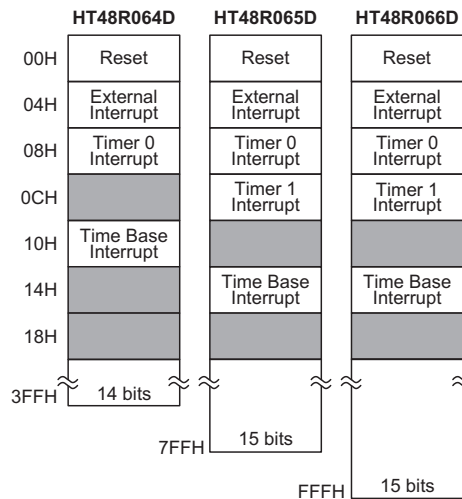 HT48R064D HT48R065D HT48R066D
00H Reset Reset Reset
04H External Interrupt External Interrupt External Interrupt
08H Timer 0 Interrupt Timer 0 Interrupt Timer 0 Interrupt
0CH Timer 1 Interrupt Timer 1 Interrupt
10H Time Base Interrupt
14H Time Base Interrupt Time Base Interrupt
18H
3FFH 14 bits
7FFH 15 bits
FFFH 15 bits